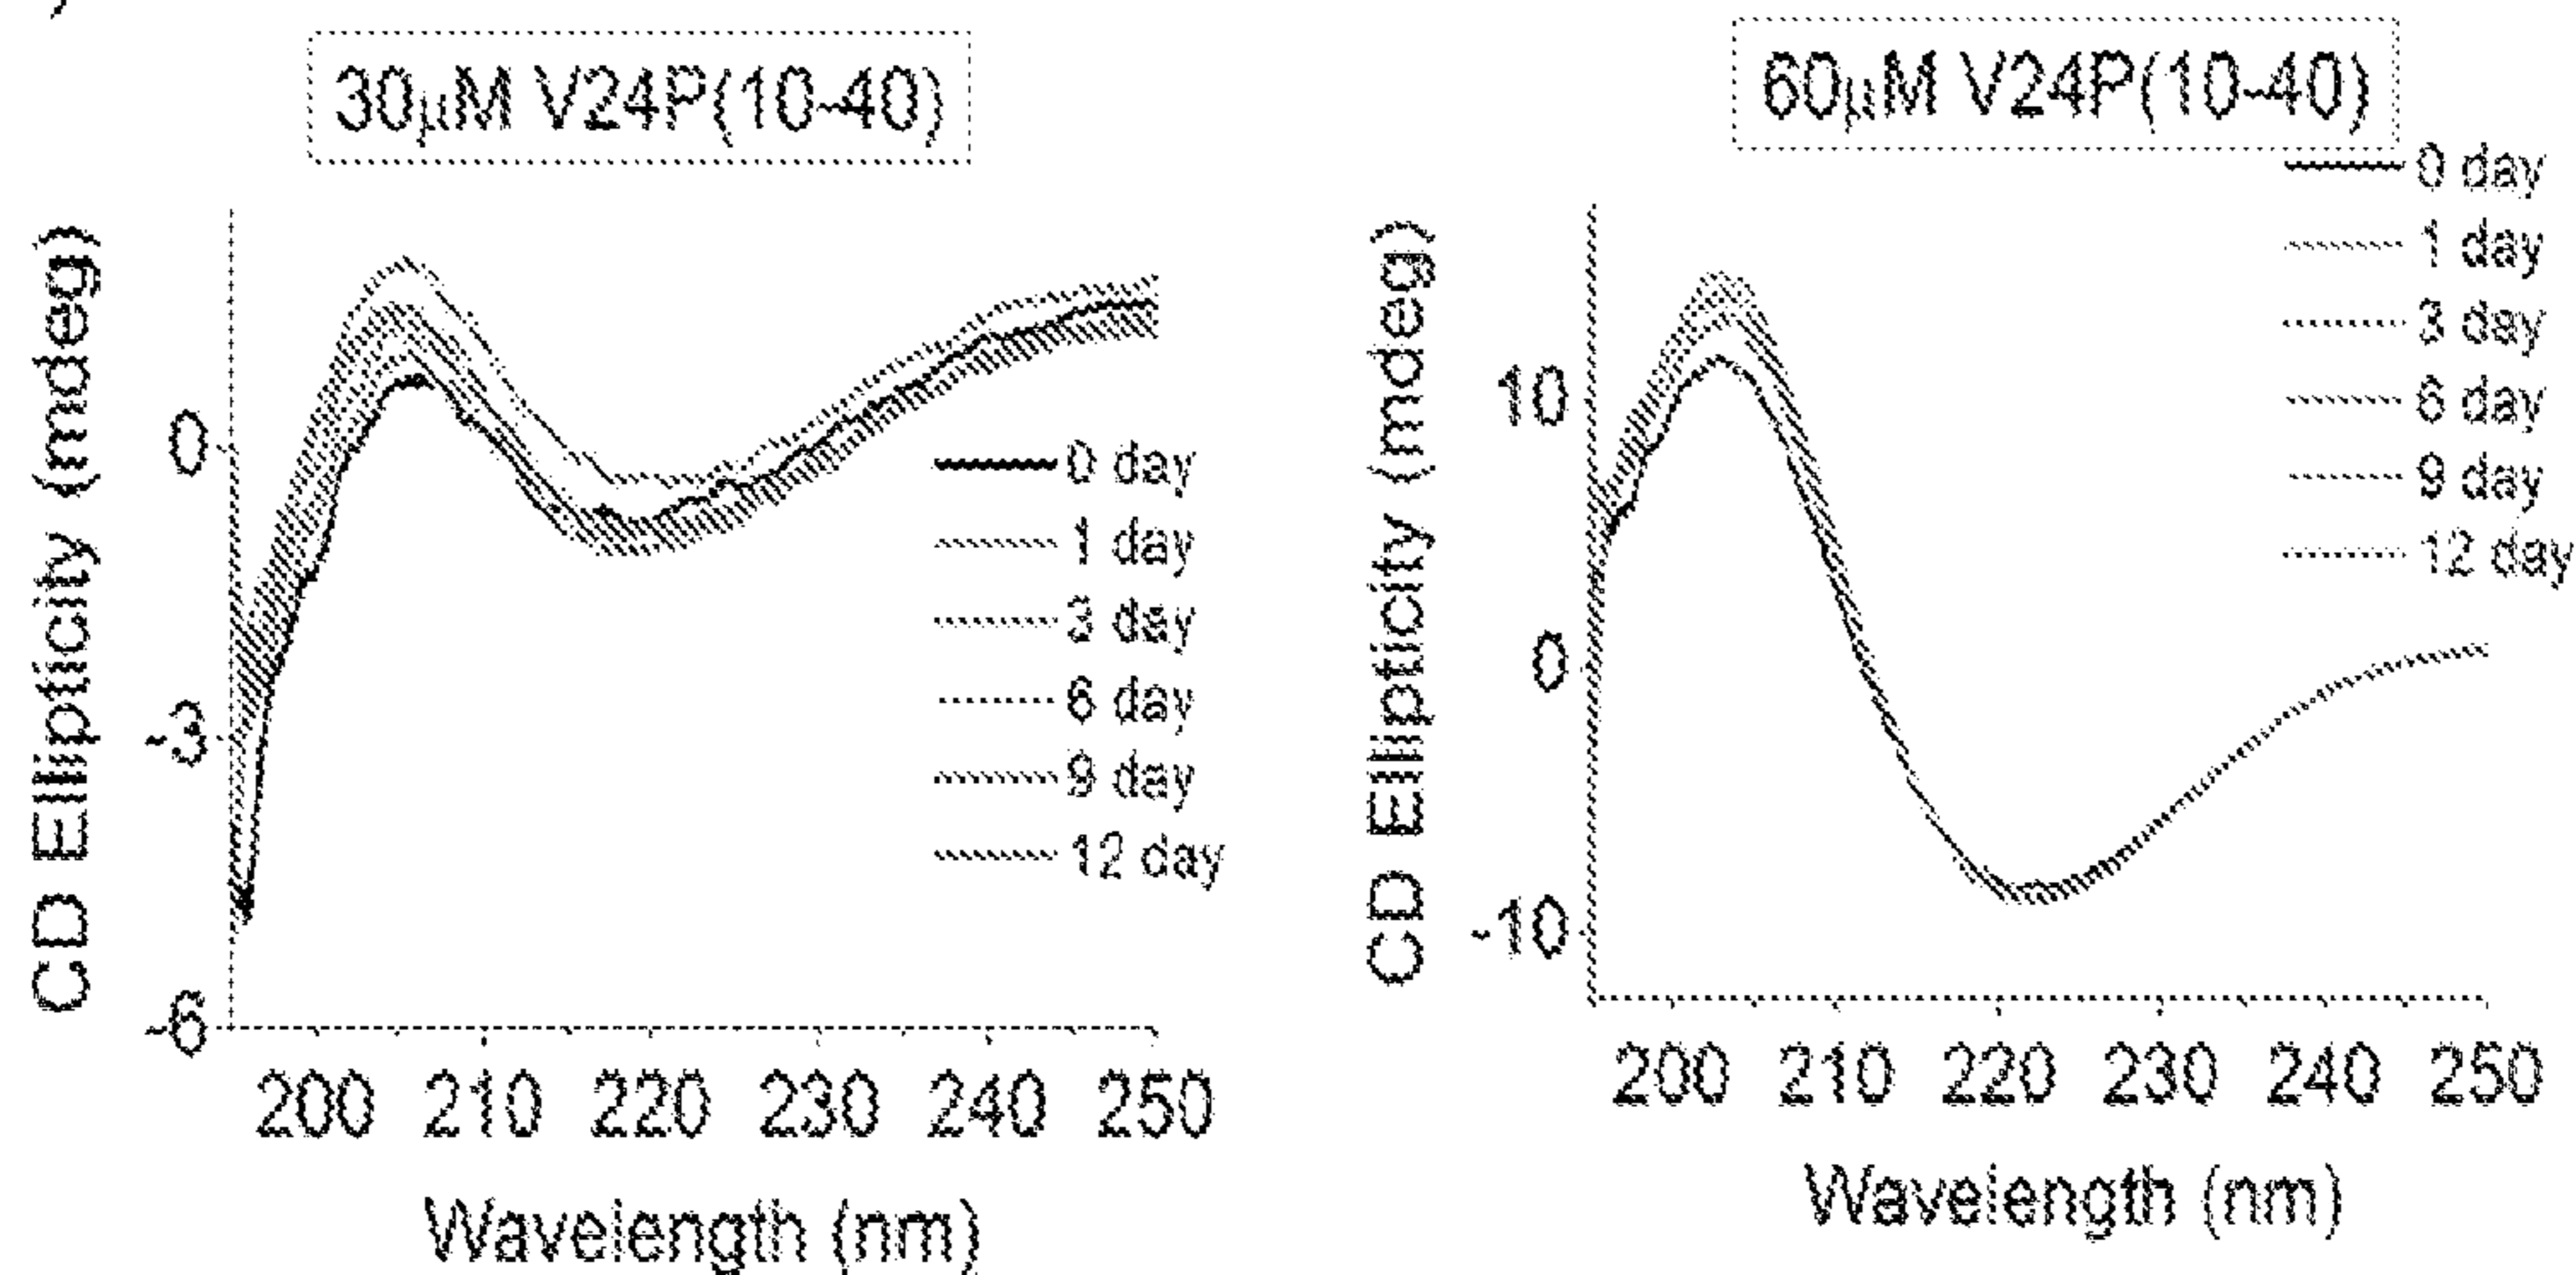 )
30μM V24P(10-40)
CD Ellipticity (mdeg)
0
-3
-6
0 day
1 day
3 day
6 day
9 day
12 day
200 210 220 230 240 250
Wavelength (nm)
60μM V24P(10-40)
CD Ellipticity (mdeg)
10
0
-10
0 day
1 day
3 day
6 day
9 day
12 day
200 210 220 230 240 250
Wavelength (nm)